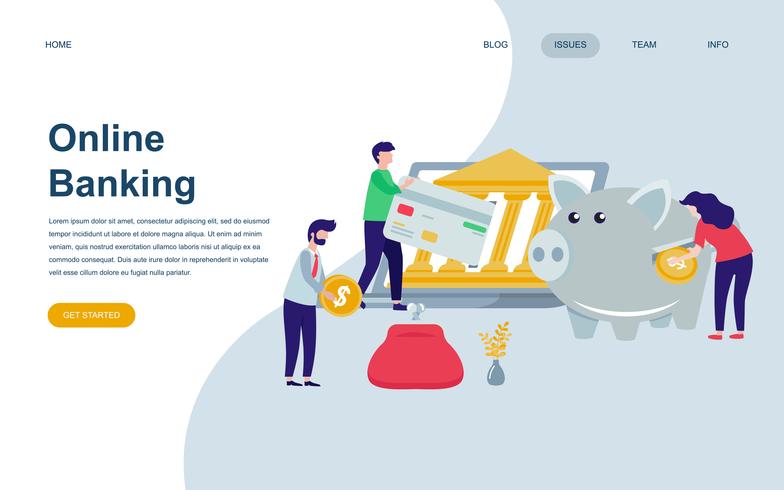 HOME
BLOG
ISSUES
TEAM
INFO
Online
Banking
Lorem ipsum dolor sit amet, consectetur adipiscing elit, sed do eiusmod
tempor incididunt ut labore et dolore magna aliqua. Ut enim ad minim
veniam, quis nostrud exercitation ullamco laboris nisi ut aliquip ex ea
commodo consequat. Duis aute irure dolor in reprehenderit in voluptate
velit esse cillum dolore eu fugiat nulla pariatur.
GET STARTED
$
$